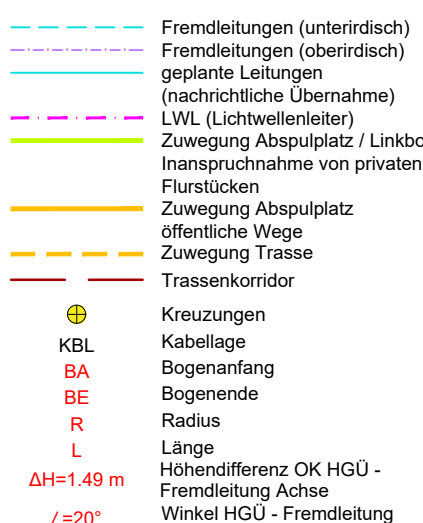 Fremdleitungen (unterirdisch)
Fremdleitungen (oberirdisch)
geplante Leitungen
(nachrichtliche Übernahme)
LWL (Lichtwellenleiter)
Zuwegung Abspulplatz / Linkbo
Inanspruchnahme von privaten
Flurstücken
Zuwegung Abspulplatz
öffentliche Wege
Zuwegung Trasse
Trassenkorridor
Kreuzungen
KBL Kabellage
BA Bogenanfang
BE Bogenende
R Radius
L Länge
ΔH=1.49 m Höhendifferenz OK HGÜ -
Fremdleitung Achse
∕=20° Winkel HGÜ - Fremdleitung